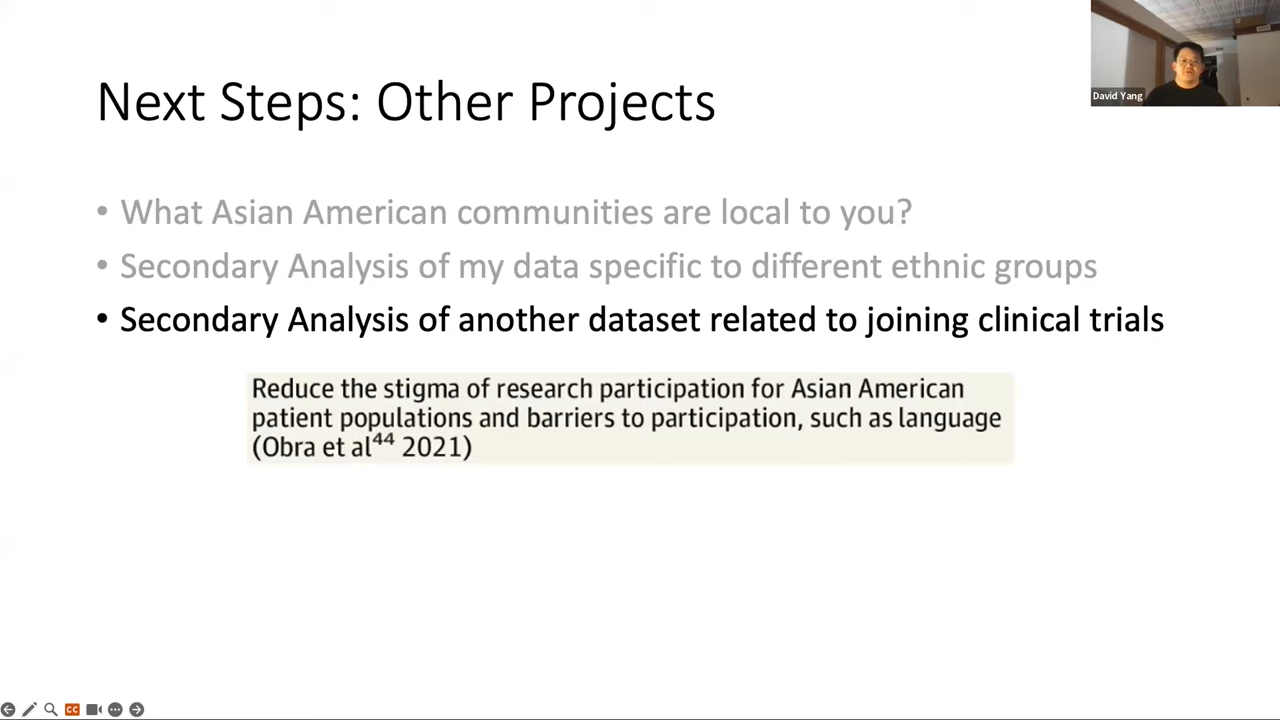 Next Steps: Other Projects
David Yang
• What Asian American communities are local to you?
• Secondary Analysis of my data specific to different ethnic groups
• Secondary Analysis of another dataset related to joining clinical trials
Reduce the stigma of research participation for Asian American
patient populations and barriers to participation, such as language
(Obra et al44 2021)
CC